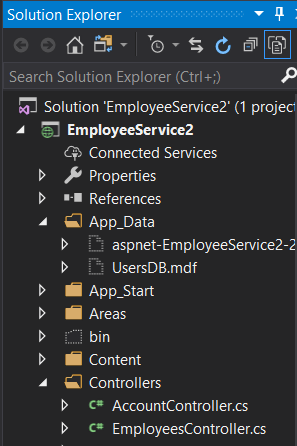 Solution Explorer
Search Solution Explorer (Ctrl+;)
Solution 'EmployeeService2' (1 project
EmployeeService2
Connected Services
Properties
References
App_Data
aspnet-EmployeeService2-2
UsersDB.mdf
App_Start
Areas
bin
Content
Controllers
C# AccountController.cs
C# EmployeesController.cs